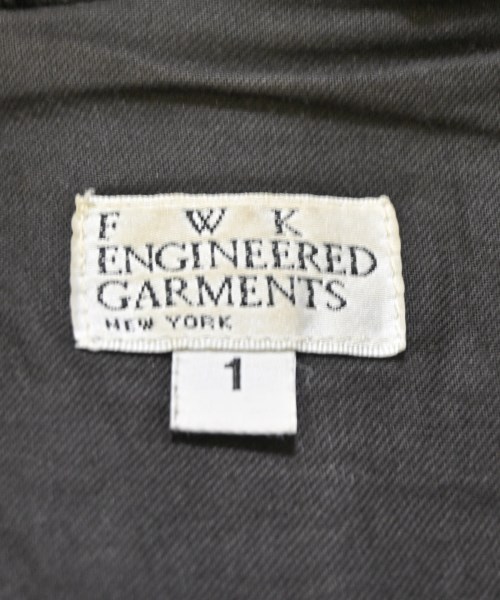 F W K
ENGINEERED
GARMENTS
NEW YORK
1